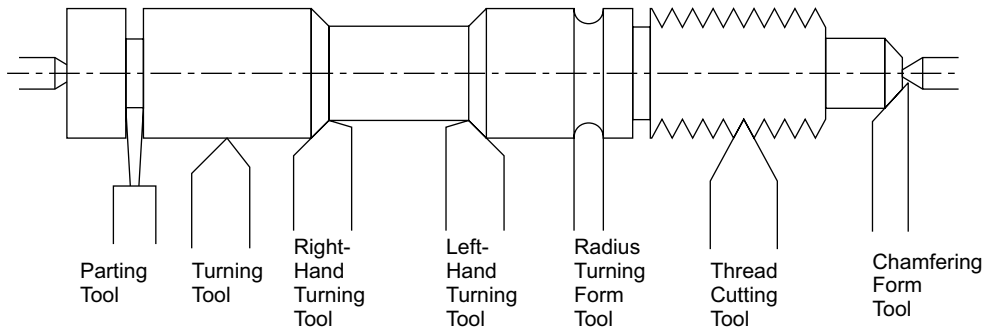 Parting
Tool
Turning
Tool
Right-
Hand
Turning
Tool
Left-
Hand
Turning
Tool
Radius
Turning
Form
Tool
Thread
Cutting
Tool
Chamfering
Form
Tool